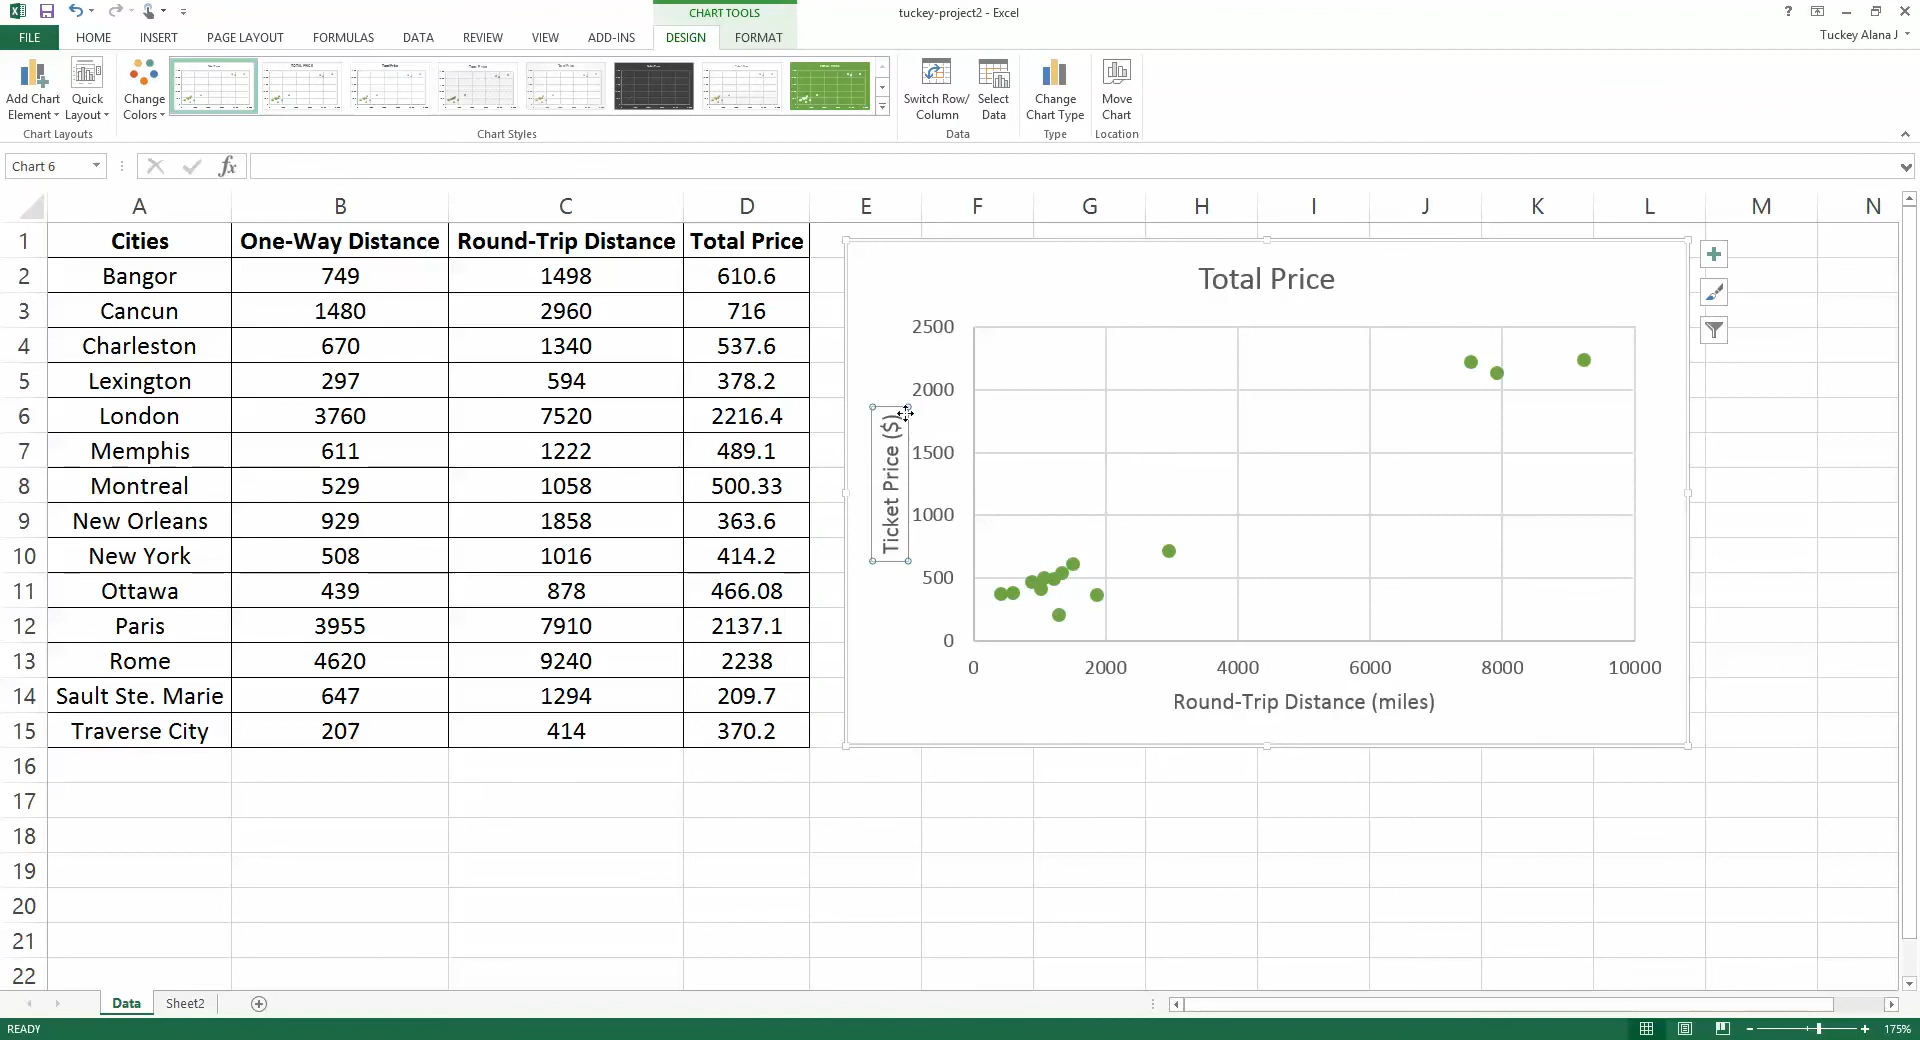 CHART TOOLS
tuckey-project2 - Excel
?
FILE HOME INSERT PAGE LAYOUT FORMULAS DATA REVIEW VIEW ADD-INS DESIGN FORMAT
Tuckey Alana J
Add Chart Element
Quick Layout
Change Colors
Switch Row/ Column
Select Data
Change Chart Type
Move Chart
Chart Layouts
Chart Styles
Data
Type
Location
Chart 6
fx
A B C D E F G H I J K L M N
1 Cities One-Way Distance Round-Trip Distance Total Price
2 Bangor 749 1498 610.6
3 Cancun 1480 2960 716
4 Charleston 670 1340 537.6
5 Lexington 297 594 378.2
6 London 3760 7520 2216.4
7 Memphis 611 1222 489.1
8 Montreal 529 1058 500.33
9 New Orleans 929 1858 363.6
10 New York 508 1016 414.2
11 Ottawa 439 878 466.08
12 Paris 3955 7910 2137.1
13 Rome 4620 9240 2238
14 Sault Ste. Marie 647 1294 209.7
15 Traverse City 207 414 370.2
16
17
18
19
20
21
22
Total Price
Ticket Price ($)
2500
2000
1500
1000
500
0
0 2000 4000 6000 8000 10000
Round-Trip Distance (miles)
Data Sheet2
READY
175%